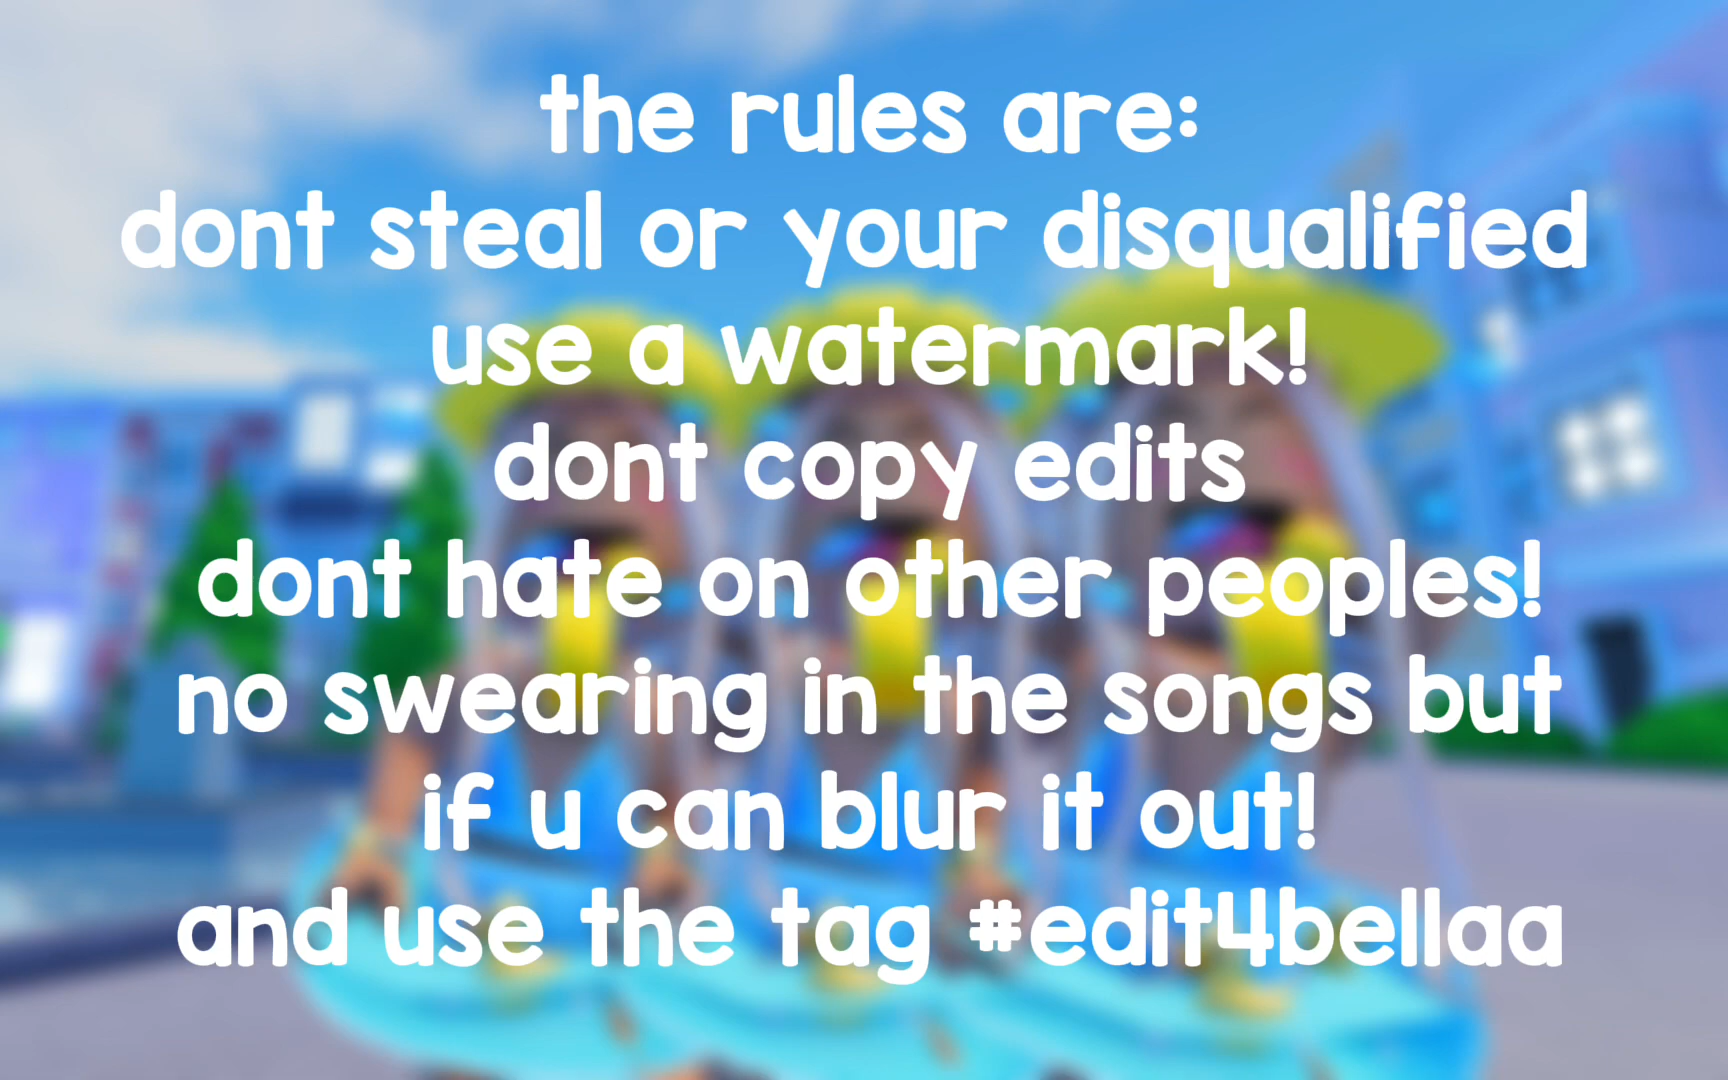 the rules are:
dont steal or your disqualified
use a watermark!
dont copy edits
dont hate on other peoples!
no swearing in the songs but
if u can blur it out!
and use the tag #edit4bellaa